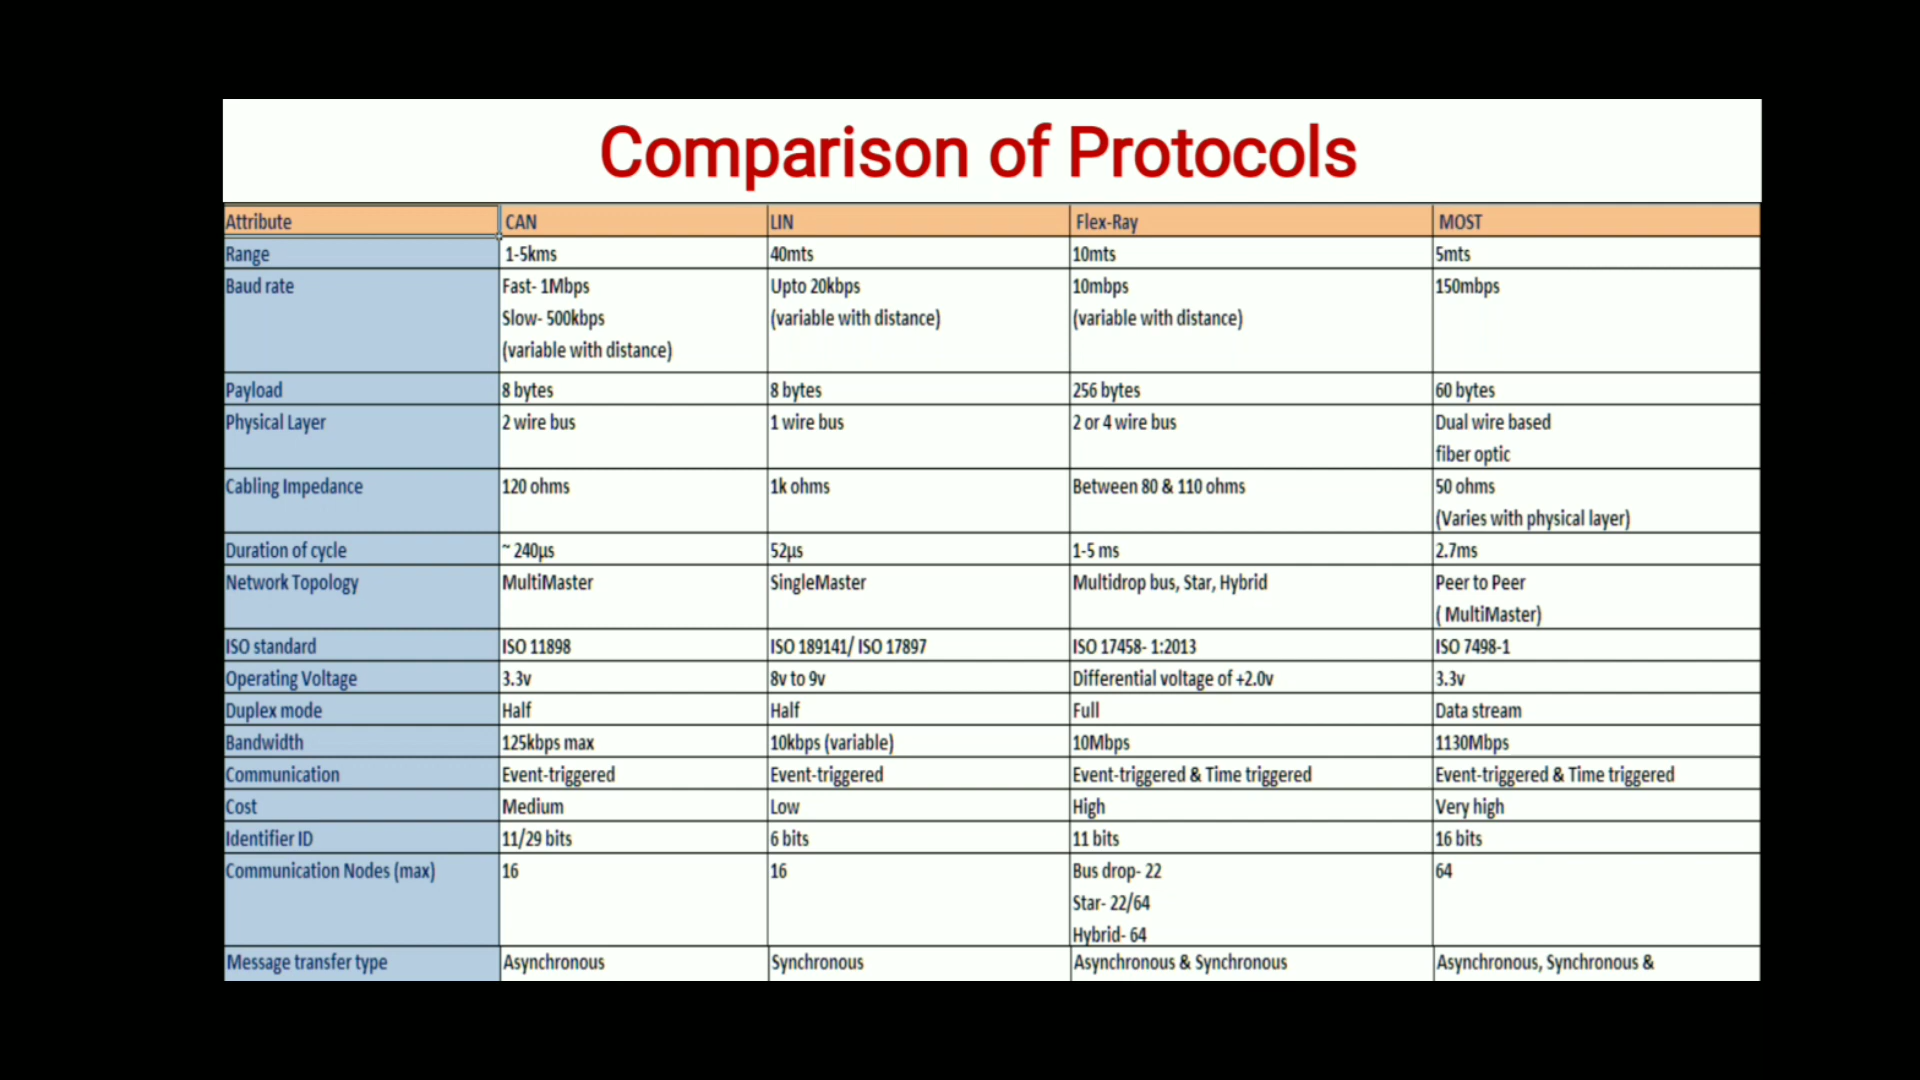 Comparison of Protocols
Attribute CAN LIN Flex-Ray MOST
Range 1-5kms 40mts 10mts 5mts
Baud rate Fast- 1Mbps Upto 20kbps 10mbps 150mbps
Slow- 500kbps (variable with distance) (variable with distance)
(variable with distance)
Payload 8 bytes 8 bytes 256 bytes 60 bytes
Physical Layer 2 wire bus 1 wire bus 2 or 4 wire bus Dual wire based
fiber optic
Cabling Impedance 120 ohms 1k ohms Between 80 & 110 ohms 50 ohms
(Varies with physical layer)
Duration of cycle ~ 240µs 52µs 1-5 ms 2.7ms
Network Topology MultiMaster SingleMaster Multidrop bus, Star, Hybrid Peer to Peer
( MultiMaster)
ISO standard ISO 11898 ISO 189141/ ISO 17897 ISO 17458- 1:2013 ISO 7498-1
Operating Voltage 3.3v 8v to 9v Differential voltage of +2.0v 3.3v
Duplex mode Half Half Full Data stream
Bandwidth 125kbps max 10kbps (variable) 10Mbps 1130Mbps
Communication Event-triggered Event-triggered Event-triggered & Time triggered Event-triggered & Time triggered
Cost Medium Low High Very high
Identifier ID 11/29 bits 6 bits 11 bits 16 bits
Communication Nodes (max) 16 16 Bus drop- 22 64
Star- 22/64
Hybrid- 64
Message transfer type Asynchronous Synchronous Asynchronous & Synchronous Asynchronous, Synchronous &